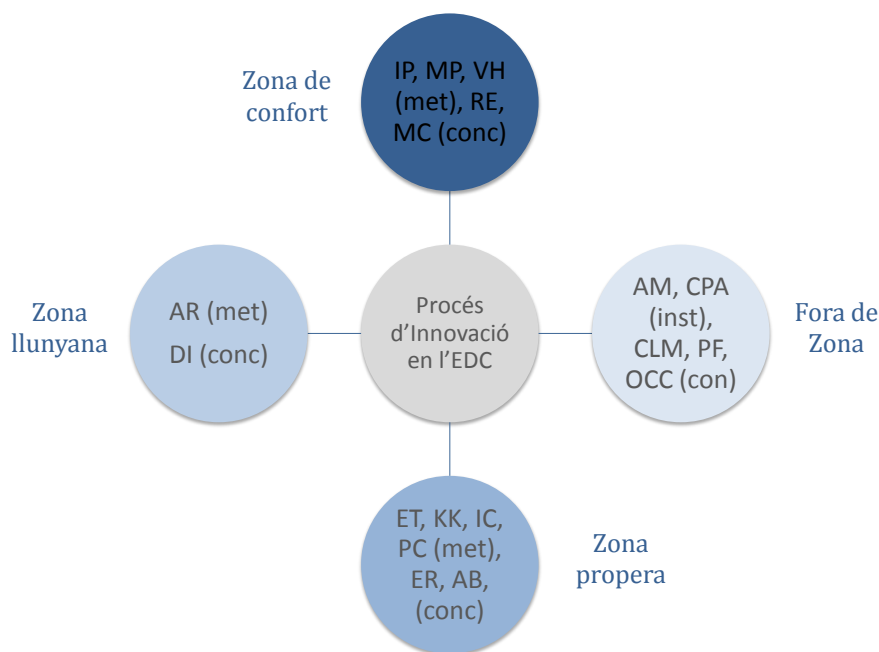 Zona de
confort
IP, MP, VH
(met), RE,
MC (conc)
Zona
llunyana
AR (met)
DI (conc)
Procés
d’Innovació
en l’EDC
AM, CPA
(inst),
CLM, PF,
OCC (con)
Fora de
Zona
ET, KK, IC,
PC (met),
ER, AB,
(conc)
Zona
propera